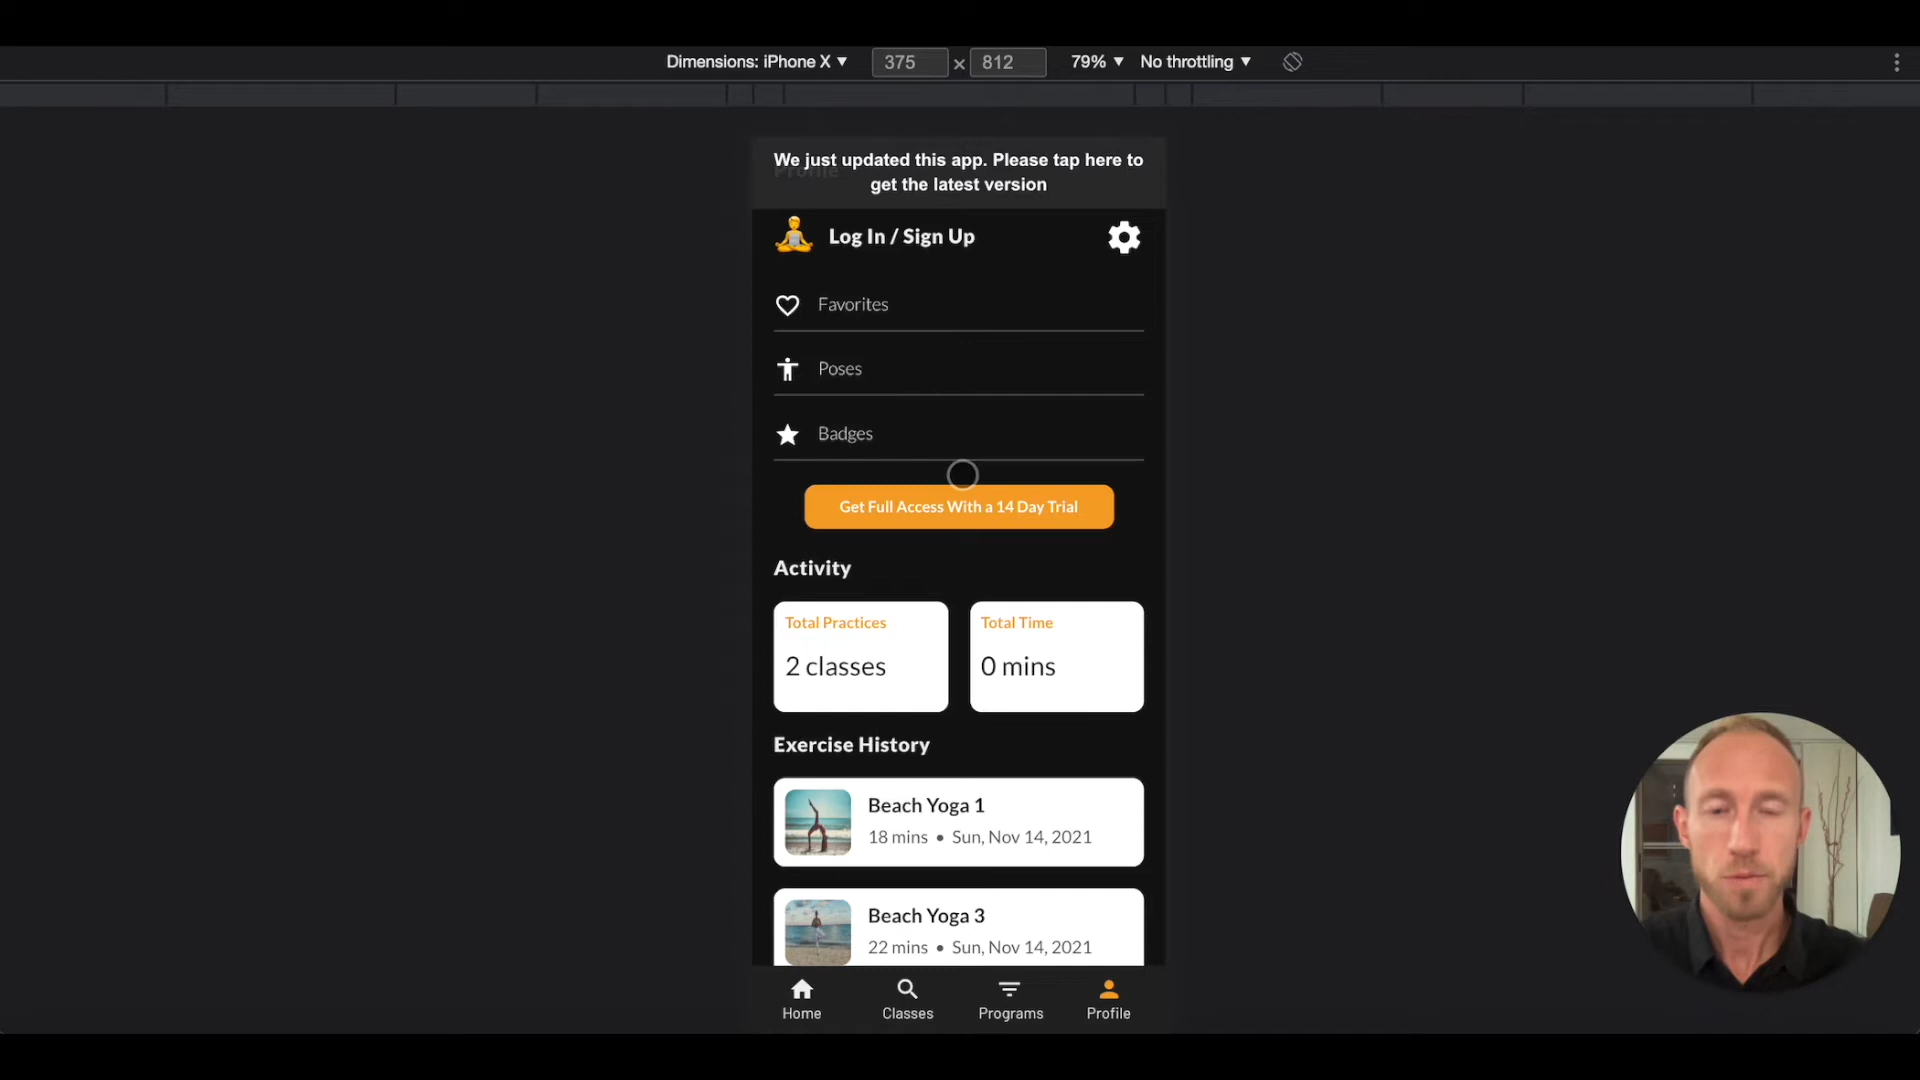 Dimensions: iPhone X ▼ 375 × 812 79% ▼ No throttling ▼
We just updated this app. Please tap here to
get the latest version
Profile
Log In / Sign Up
Favorites
Poses
Badges
Get Full Access With a 14 Day Trial
Activity
Total Practices Total Time
2 classes 0 mins
Exercise History
Beach Yoga 1
18 mins • Sun, Nov 14, 2021
Beach Yoga 3
22 mins • Sun, Nov 14, 2021
Home Classes Programs Profile